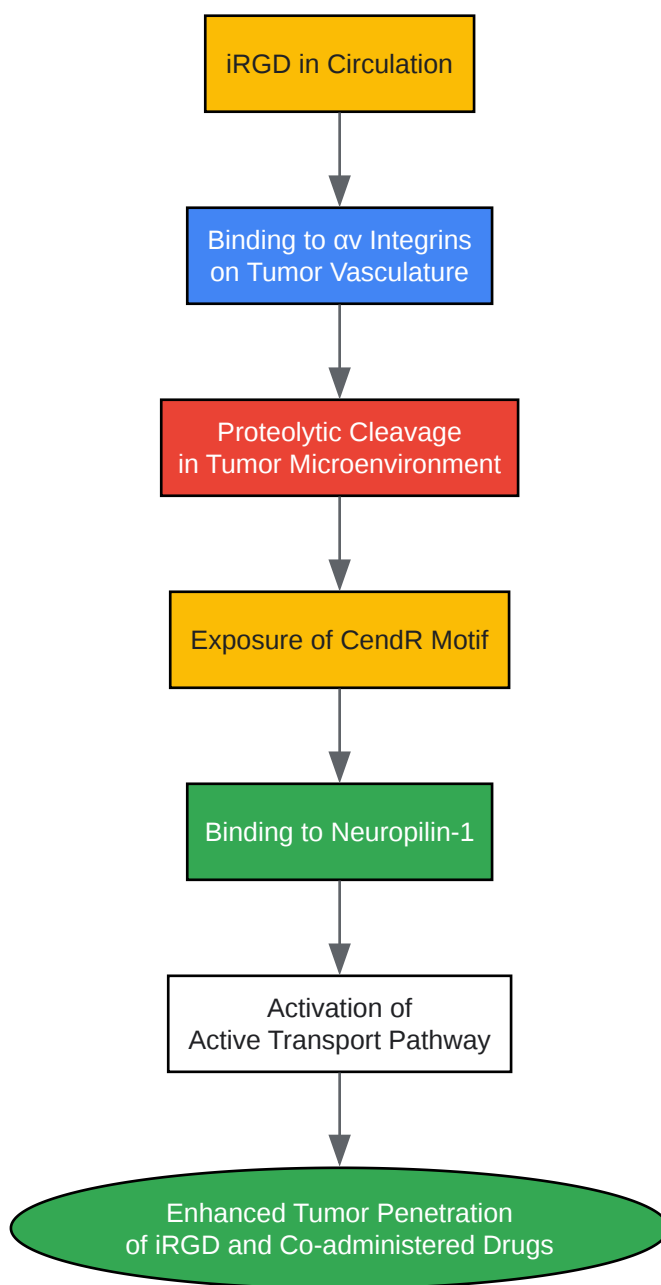 iRGD in Circulation
Binding to αv Integrins
on Tumor Vasculature
Proteolytic Cleavage
in Tumor Microenvironment
Exposure of CendR Motif
Binding to Neuropilin-1
Activation of
Active Transport Pathway
Enhanced Tumor Penetration
of iRGD and Co-administered Drugs